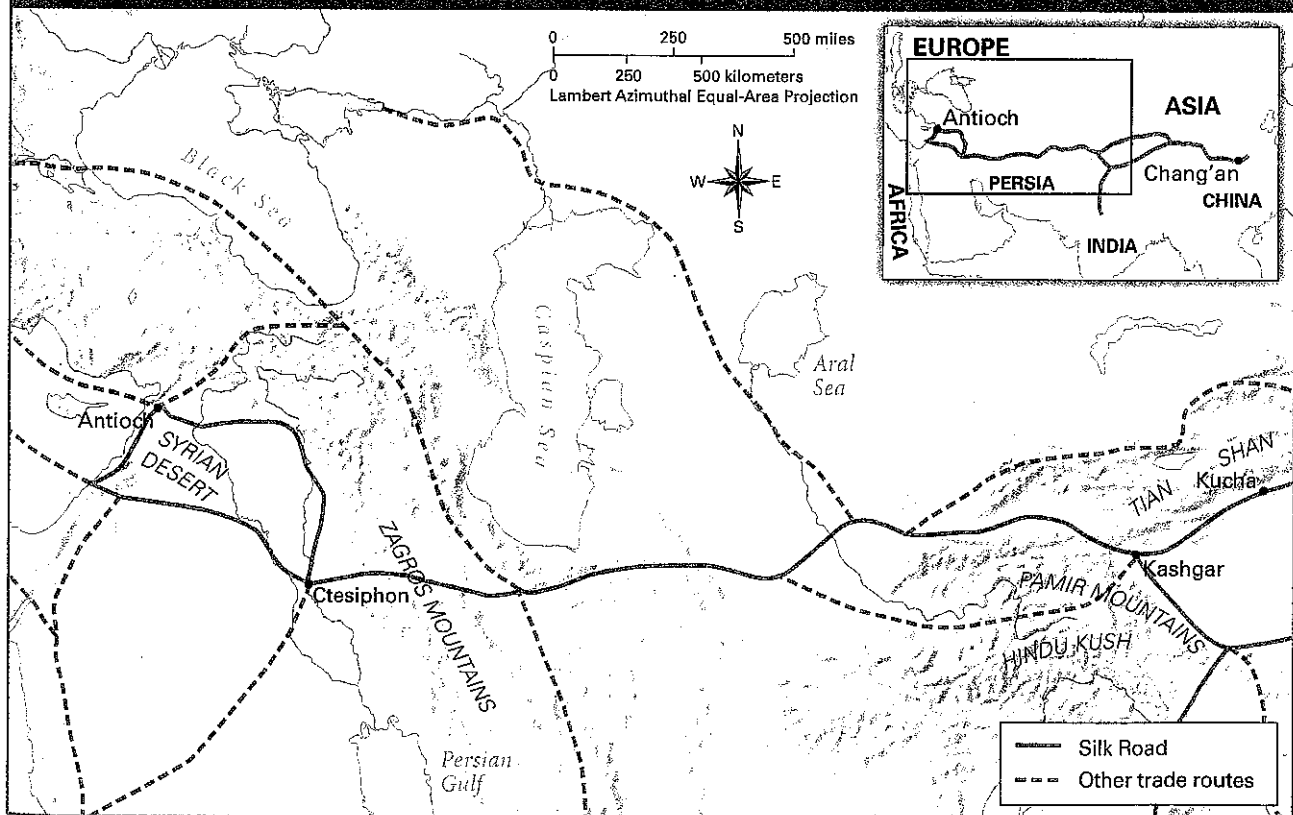 0 250 500 miles
0 250 500 kilometers
Lambert Azimuthal Equal-Area Projection
N
W E
S
EUROPE
ASIA
Antioch
Chang'an
PERSIA
CHINA
AFRICA
INDIA
Black Sea
Caspian Sea
Aral
Sea
Antioch
SYRIAN
DESERT
TIAN SHAN
Kucha
Kashgar
Ctesiphon
ZAGROS MOUNTAINS
PAMIR MOUNTAINS
HINDU KUSH
Persian
Gulf
Silk Road
Other trade routes